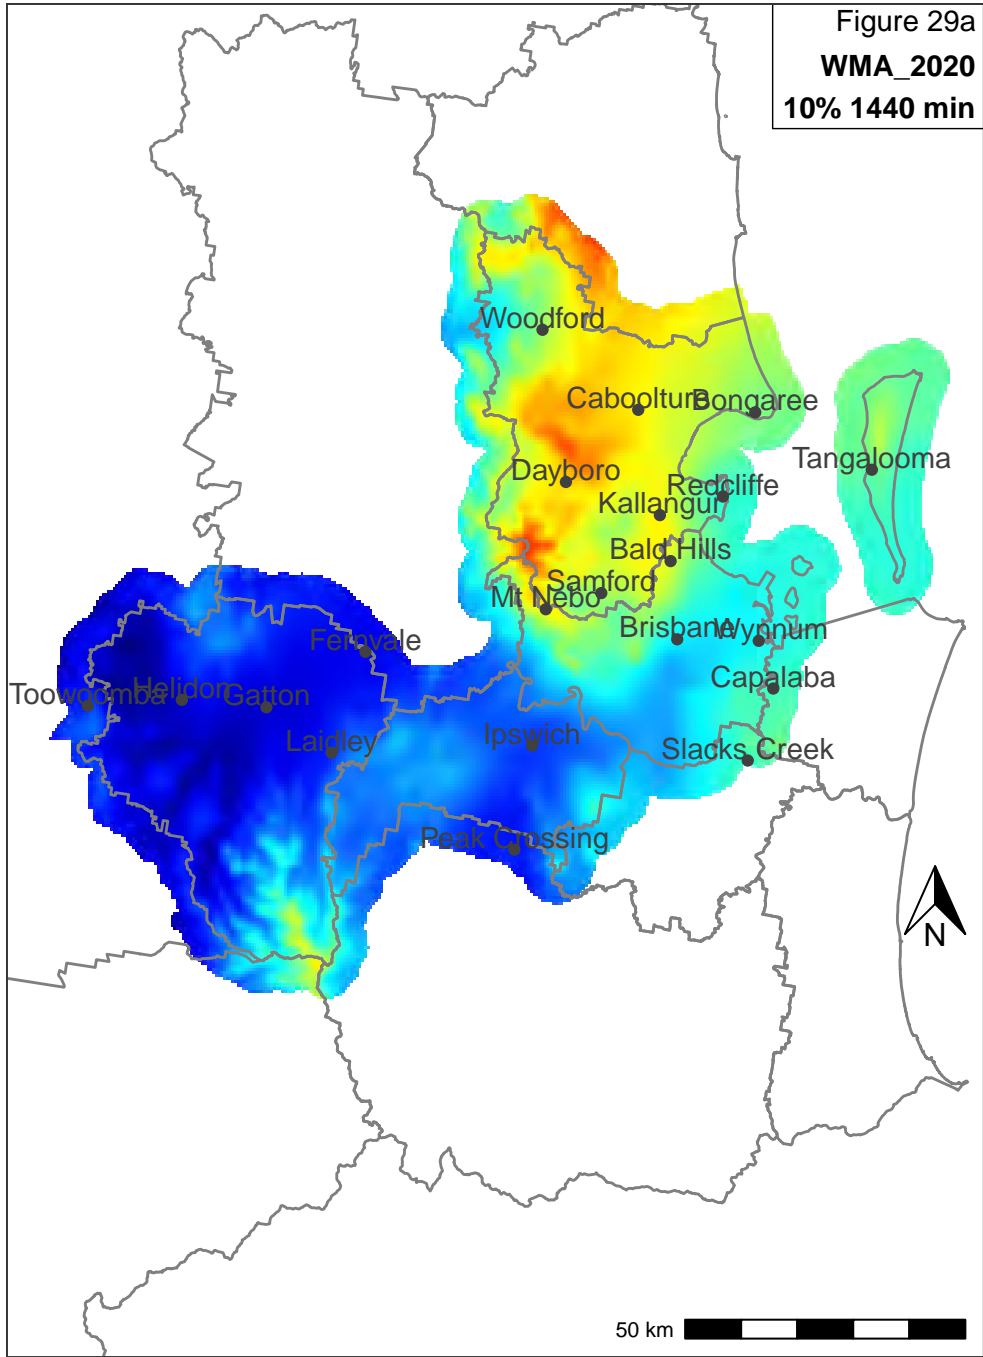 Figure 29a
WMA_2020
10% 1440 min
Woodford
Caboolture
Bongaree
Tangalooma
Dayboro
Redcliffe
Kallangur
Bald Hills
Samford
Mt Nebo
Brisbane
Wynnum
Fernvale
Capalaba
Toowoomba
Helidon
Gatton
Laidley
Ipswich
Slacks Creek
Peak Crossing
N
50 km